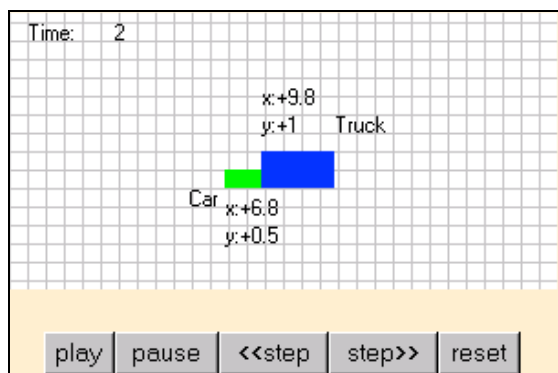 Time: 2
x:+9.8
y:+1 Truck
Car x:+6.8
y:+0.5
play pause <<step step>> reset